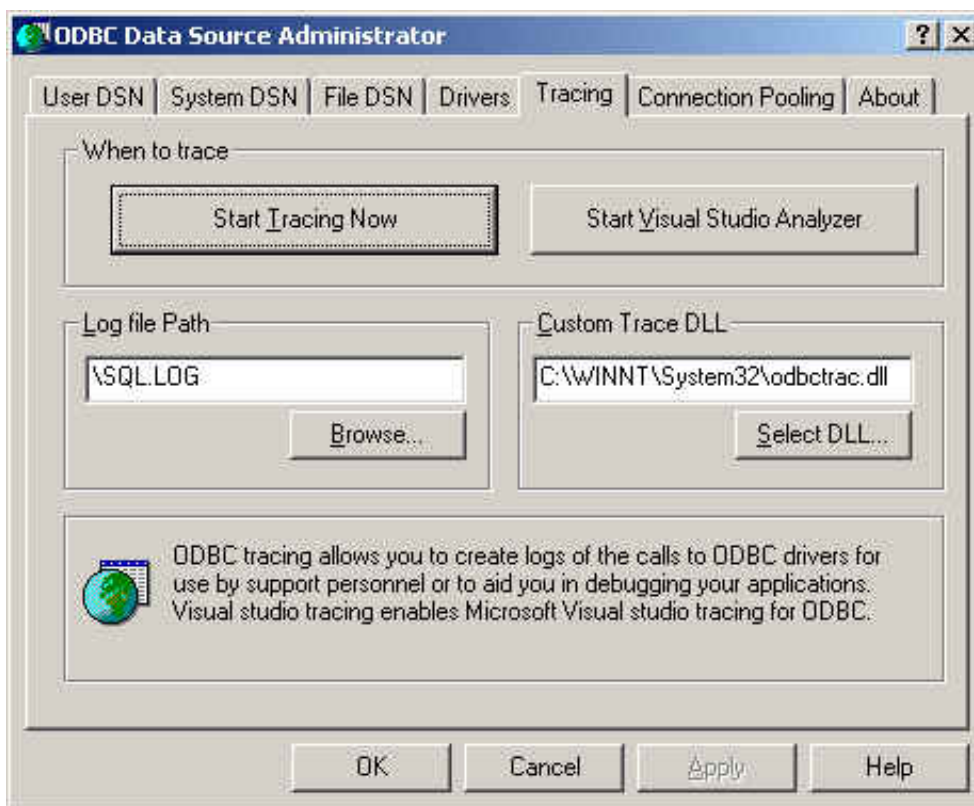 ODBC Data Source Administrator
User DSN System DSN File DSN Drivers Tracing Connection Pooling About
When to trace
Start Tracing Now Start Visual Studio Analyzer
Log file Path Custom Trace DLL
\SQL.LOG C:\WINNT\System32\odbctrac.dll
Browse... Select DLL...
ODBC tracing allows you to create logs of the calls to ODBC drivers for
use by support personnel or to aid you in debugging your applications.
Visual studio tracing enables Microsoft Visual studio tracing for ODBC.
OK Cancel Apply Help